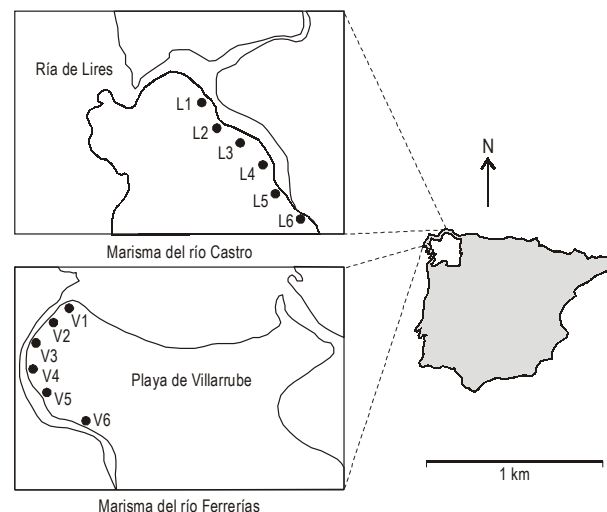 Ría de Lires
L1
L2
L3
L4
L5
L6
Marisma del río Castro
N
V1
V2
V3
V4
V5
V6
Playa de Villarrube
Marisma del río Ferrerías
1 km